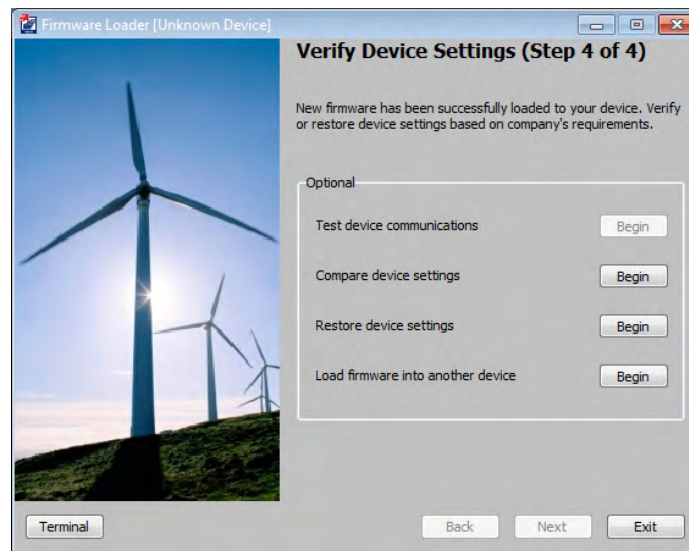 Firmware Loader [Unknown Device]
Verify Device Settings (Step 4 of 4)
New firmware has been successfully loaded to your device. Verify
or restore device settings based on company's requirements.
Optional
Test device communications Begin
Compare device settings Begin
Restore device settings Begin
Load firmware into another device Begin
Terminal Back Next Exit